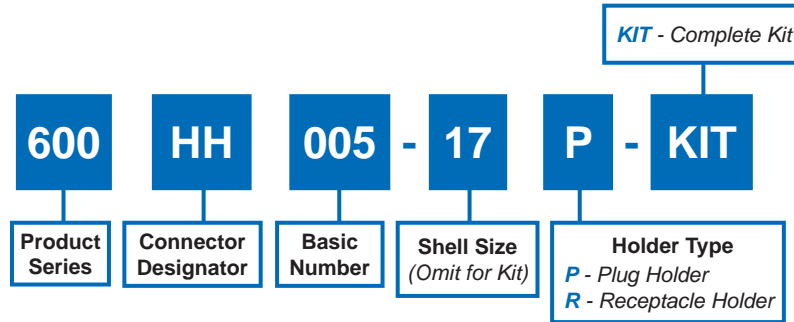 KIT - Complete Kit
600 HH 005 - 17 P - KIT
Product Series
Connector Designator
Basic Number
Shell Size
(Omit for Kit)
Holder Type
P - Plug Holder
R - Receptacle Holder